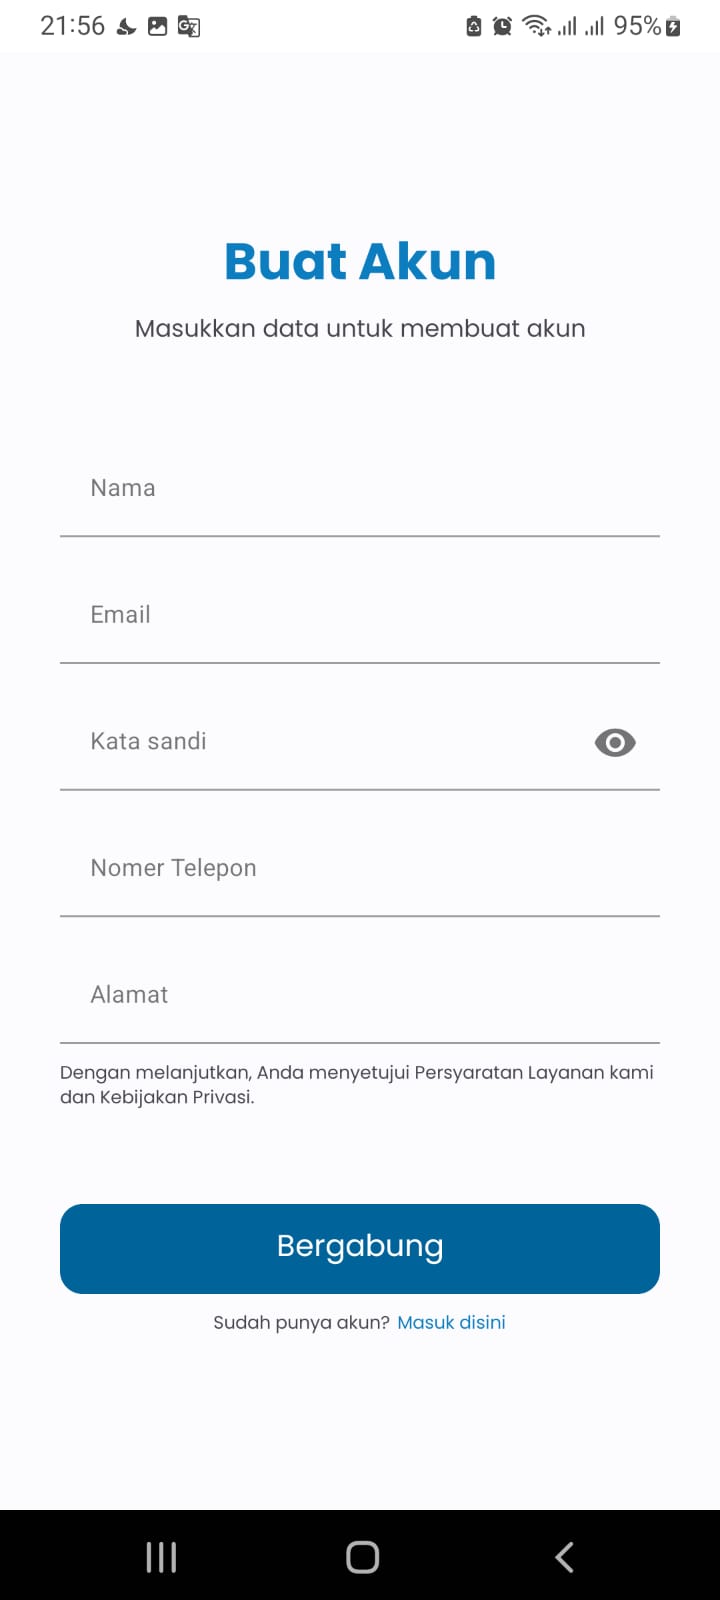 21:56
95%
Buat Akun
Masukkan data untuk membuat akun
Nama
Email
Kata sandi
Nomer Telepon
Alamat
Dengan melanjutkan, Anda menyetujui Persyaratan Layanan kami
dan Kebijakan Privasi.
Bergabung
Sudah punya akun? Masuk disini